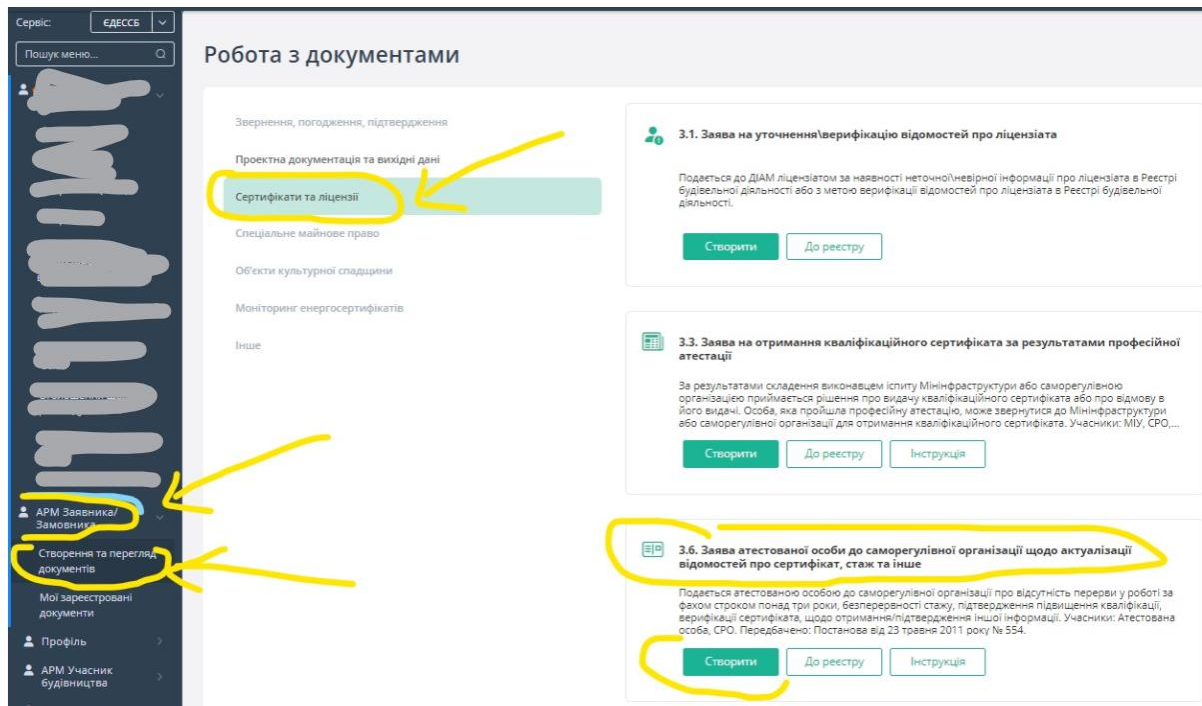 Сервіс:
ЄДЕССБ
Пошук меню...
АРМ Заявника/
Замовника
Створення та перегляд
документів
Мої зареєстровані
документи
Профіль
АРМ Учасник
будівництва
Робота з документами
Звернення, погодження, підтвердження
Проектна документація та вихідні дані
Сертифікати та ліцензії
Спеціальне майнове право
Об'єкти культурної спадщини
Моніторинг енергосертифікатів
Інше
3.1. Заява на уточнення\верифікацію відомостей про ліцензіата
Подається до ДІАМ ліцензіатом за наявності неточної\невірної інформації про ліцензіата в Реєстрі
будівельної діяльності або з метою верифікації відомостей про ліцензіата в Реєстрі будівельної
діяльності.
Створити
До реєстру
3.3. Заява на отримання кваліфікаційного сертифіката за результатами професійної
атестації
За результатами складення виконавцем іспиту Мінінфраструктури або саморегулівною
організацією приймається рішення про видачу кваліфікаційного сертифіката або про відмову в
його видачі. Особа, яка пройшла професійну атестацію, може звернутися до Мінінфраструктури
або саморегулівної організації для отримання кваліфікаційного сертифіката. Учасники: МІУ, СРО,...
Створити
До реєстру
Інструкція
3.6. Заява атестованої особи до саморегулівної організації щодо актуалізації
відомостей про сертифікат, стаж та інше
Подається атестованою особою до саморегулівної організації про відсутність перерви у роботі за
фахом строком понад три роки, безперервності стажу, підтвердження підвищення кваліфікації,
верифікації сертифіката, щодо отримання/підтвердження іншої інформації. Учасники: Атестована
особа, СРО. Передбачено: Постанова від 23 травня 2011 року № 554.
Створити
До реєстру
Інструкція